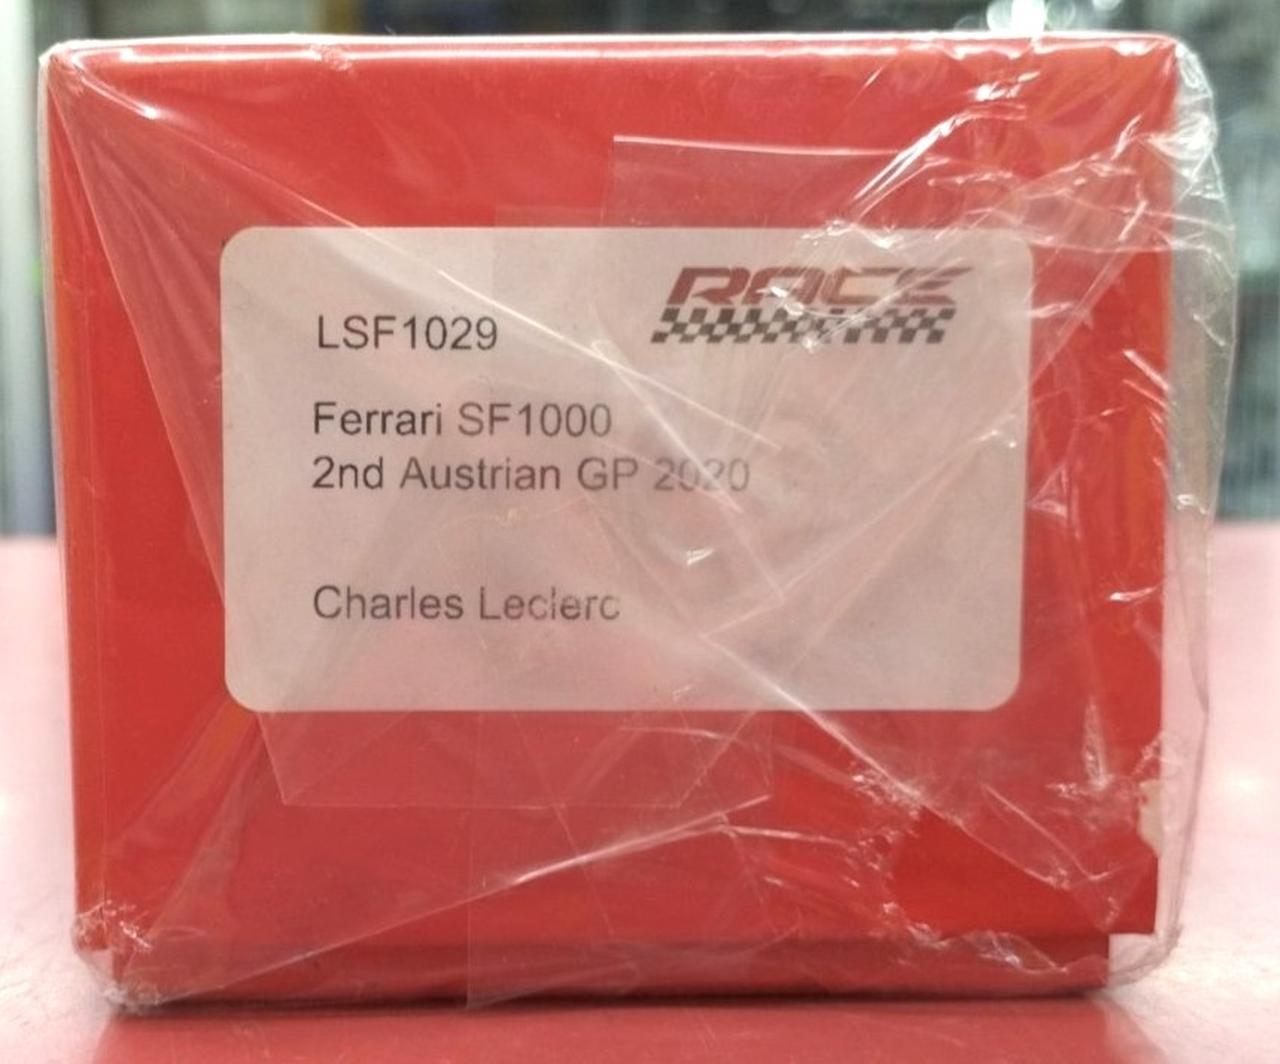 RACE
LSF1029
Ferrari SF1000
2nd Austrian GP 2020
Charles Leclerc